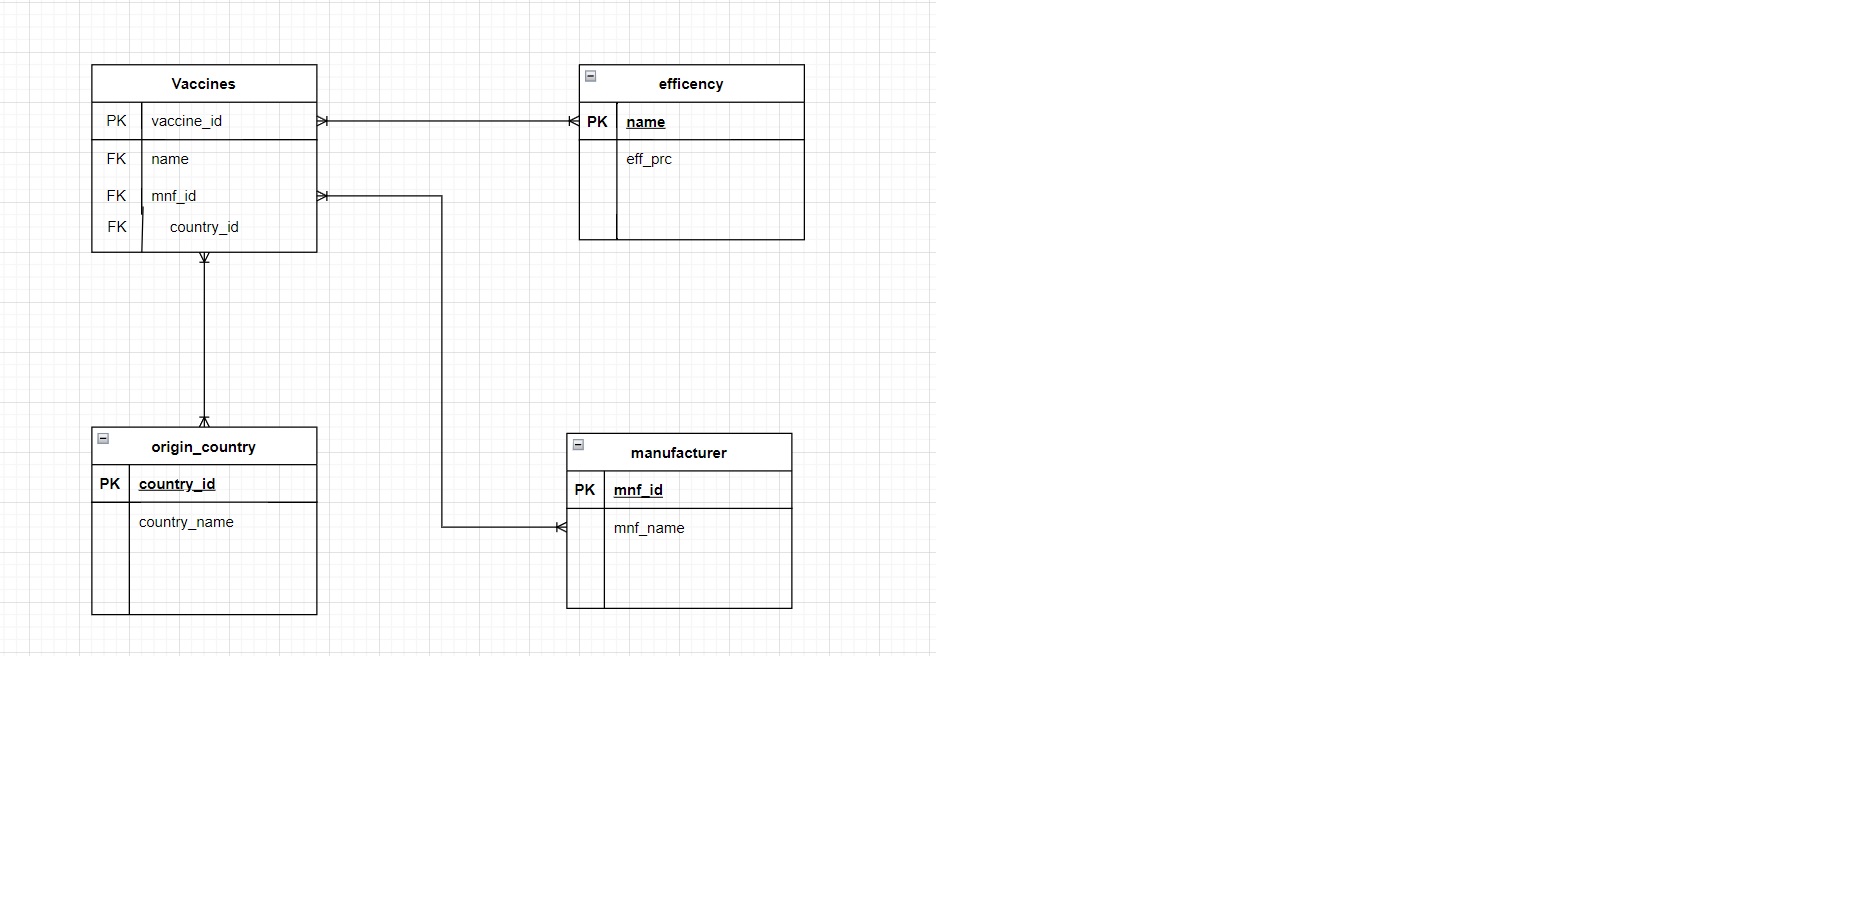 Vaccines
PK vaccine_id
FK name
FK mnf_id
FK country_id
efficency
PK name
eff_prc
origin_country
PK country_id
country_name
manufacturer
PK mnf_id
mnf_name